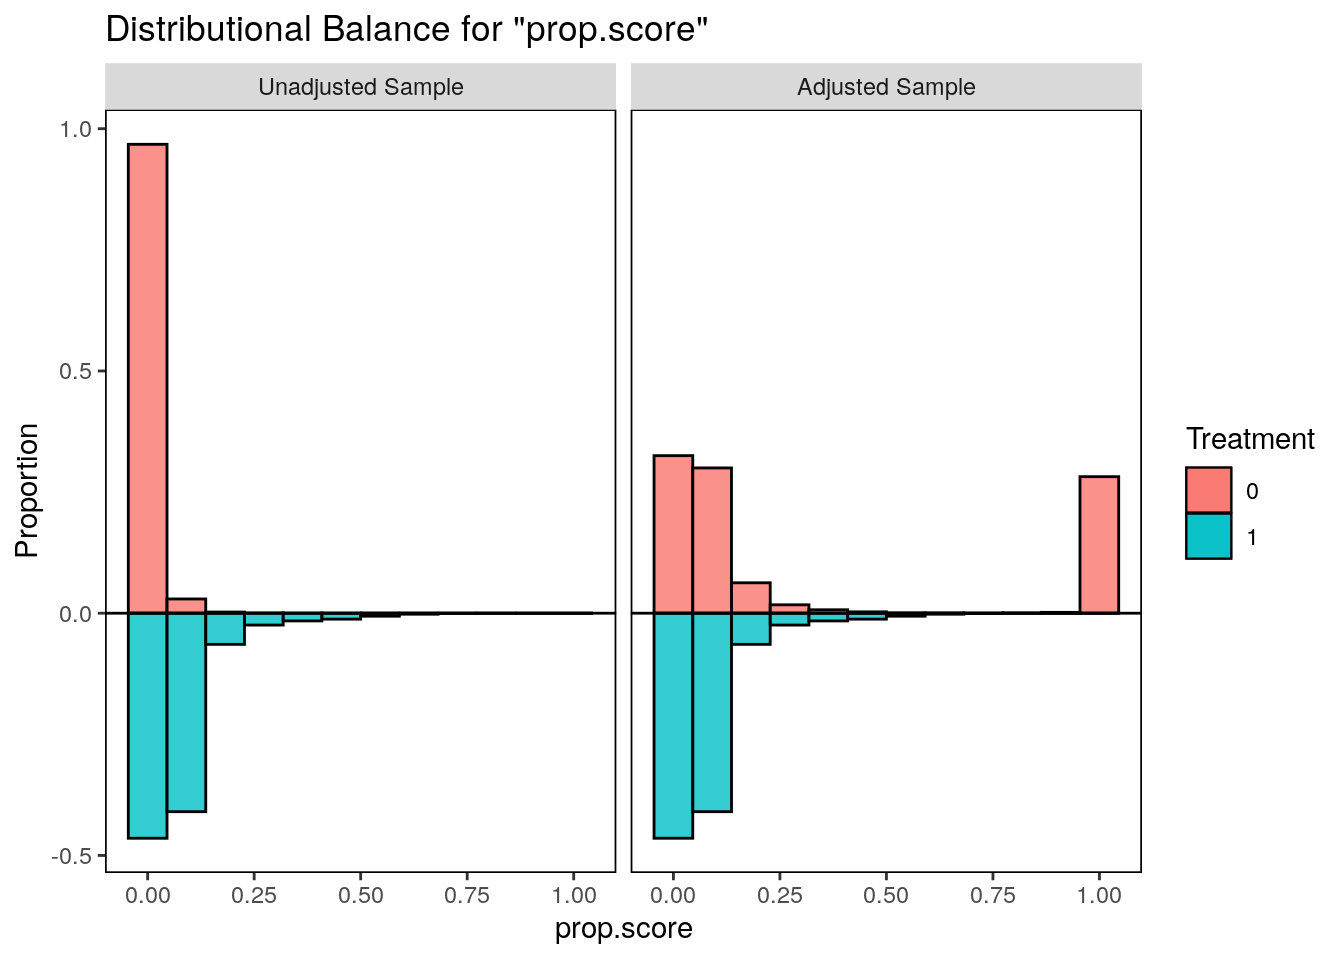 Distributional Balance for "prop.score"
Unadjusted Sample
Adjusted Sample
1.0
0.5
0.0
-0.5
Proportion
0.00 0.25 0.50 0.75 1.00
0.00 0.25 0.50 0.75 1.00
prop.score
Treatment
0
1